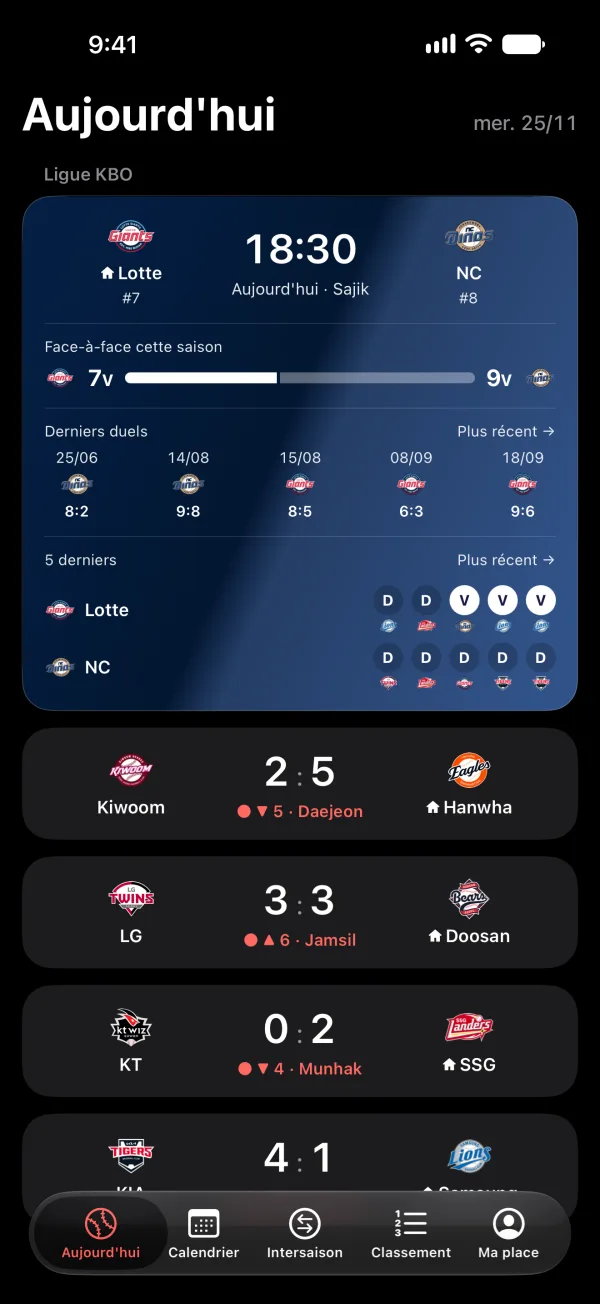 9:41
Aujourd'hui
mer. 25/11
Ligue KBO
18:30
Lotte
#7
Aujourd'hui · Sajik
NC
#8
Face-à-face cette saison
7V
9V
Derniers duels
Plus récent →
25/06 14/08 15/08 08/09 18/09
8:2 9:8 8:5 6:3 9:6
5 derniers
Plus récent →
Lotte
D D V V V
NC
D D D D D
2 : 5
Kiwoom
▼ 5 · Daejeon
Hanwha
3 : 3
LG
▲ 6 · Jamsil
Doosan
0 : 2
KT
▼ 4 · Munhak
SSG
4 : 1
Aujourd'hui
Calendrier
Intersaison
Classement
Ma place